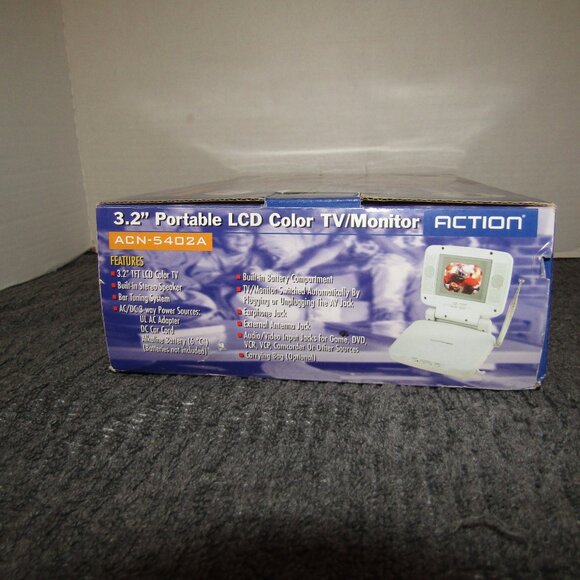 3.2" Portable LCD Color TV/Monitor
ACTION
ACN-5402A
FEATURES
3.2" TFT LCD Color TV
Built-in Stereo Speaker
Bar Tuning System
AC/DC 3-way Power Sources:
UL AC Adapter
DC Car Cord
Alkaline Battery (6 "C")
(Batteries not included)
Built-in Battery Compartment
TV/Monitor Switched Automatically By
Plugging or Unplugging The AV Jack
Earphone Jack
External Antenna Jack
Audio/Video Input Jacks for Game, DVD,
VCR, VCP, Camcorder Or Other Sources
Carrying Bag (Optional)